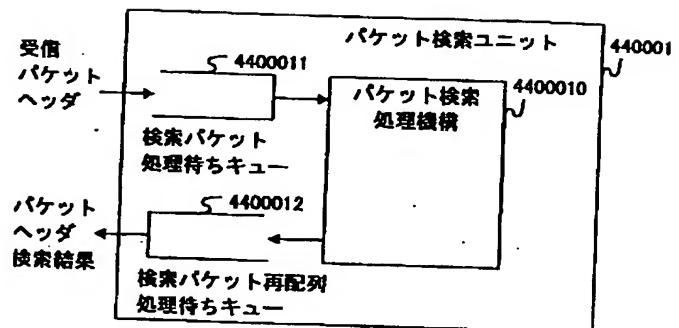 パケット検索ユニット
440001
受信
パケット
ヘッダ
4400011
4400010
パケット検索
処理機構
検索パケット
処理待ちキュー
4400012
パケット
ヘッダ
検索結果
検索パケット再配列
処理待ちキュー